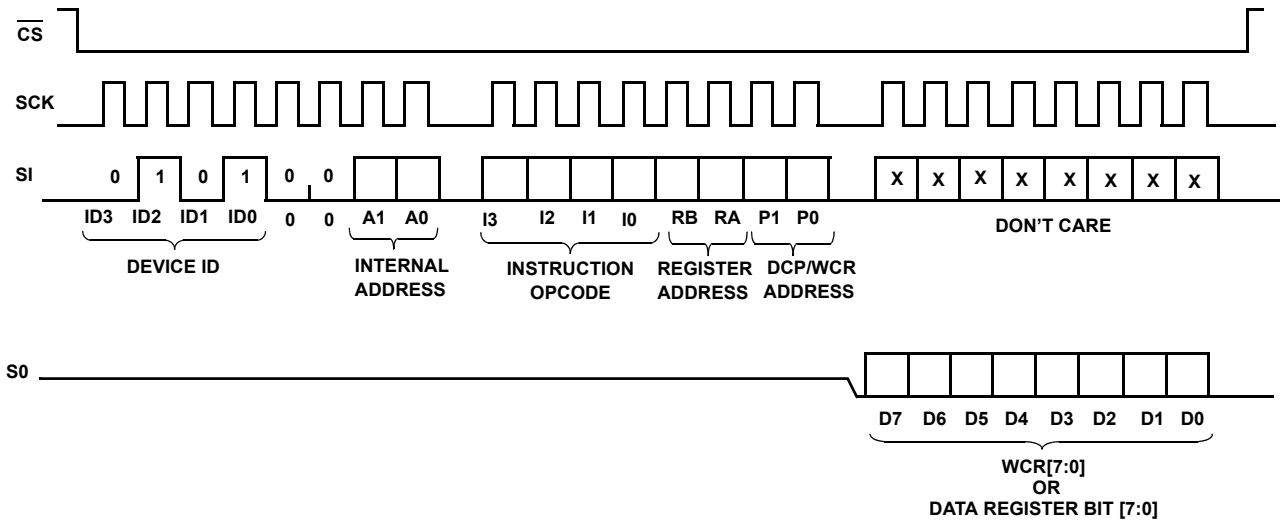 CS
SCK
SI
0 1 0 1 0 0
X X X X X X X X
ID3 ID2 ID1 ID0 0 0 A1 A0 I3 I2 I1 I0 RB RA P1 P0
DON'T CARE
DEVICE ID
INTERNAL
ADDRESS
INSTRUCTION
OPCODE
REGISTER
ADDRESS
DCP/WCR
ADDRESS
S0
D7 D6 D5 D4 D3 D2 D1 D0
WCR[7:0]
OR
DATA REGISTER BIT [7:0]